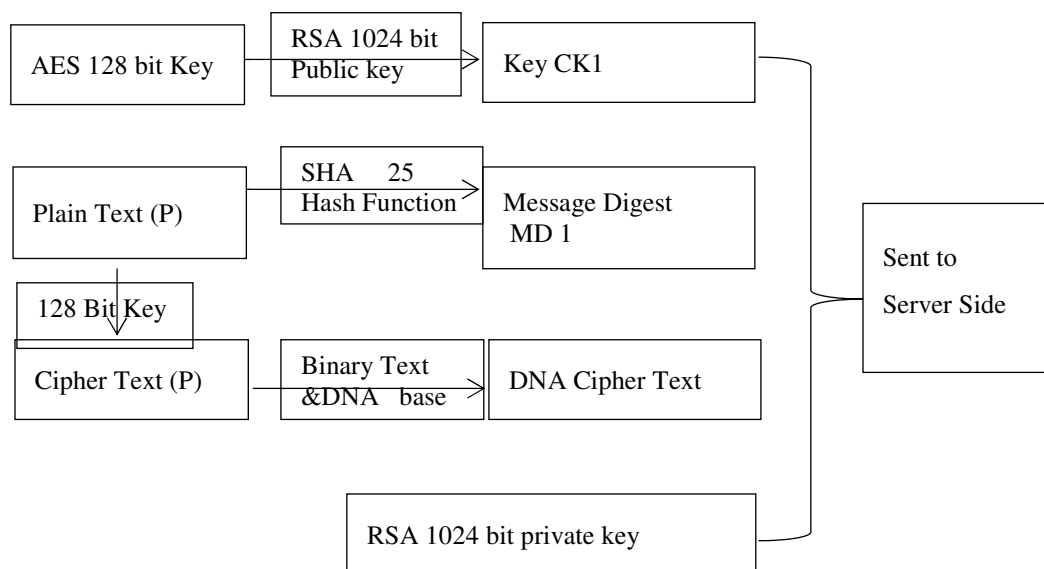 AES 128 bit Key
RSA 1024 bit
Public key
Key CK1
Plain Text (P)
SHA 25
Hash Function
Message Digest
MD 1
Sent to
Server Side
128 Bit Key
Cipher Text (P)
Binary Text
&DNA base
DNA Cipher Text
RSA 1024 bit private key